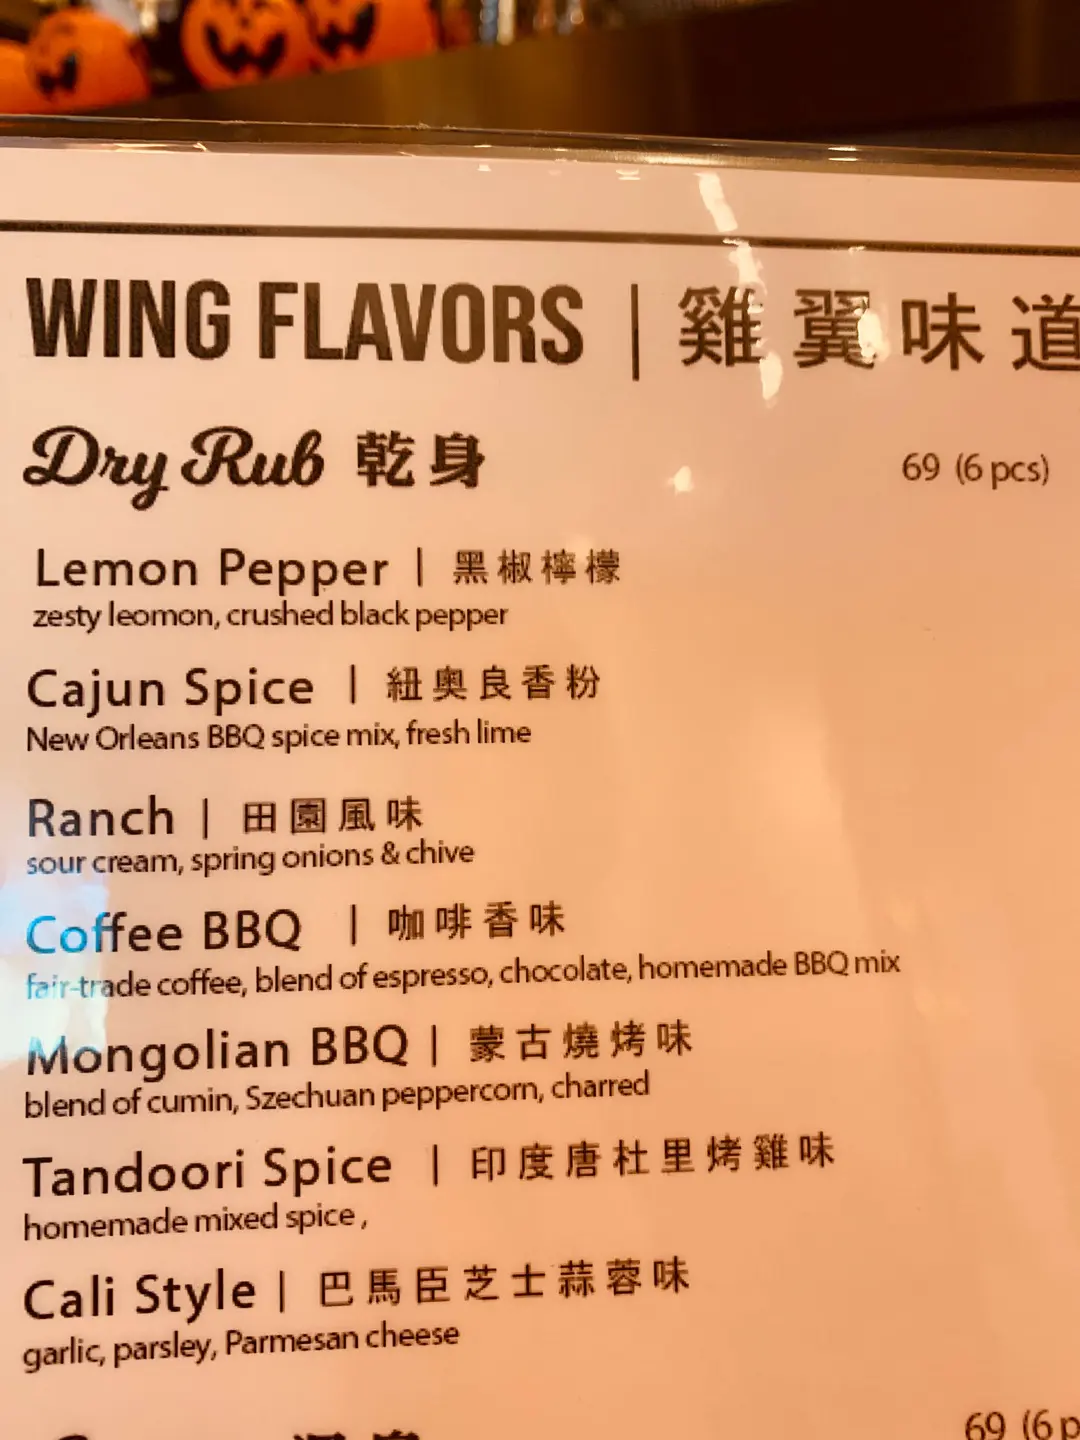 WING FLAVORS | 雞翼味道
Dry Rub 乾身 69 (6 pcs)
Lemon Pepper | 黑椒檸檬
zesty leomon, crushed black pepper
Cajun Spice | 紐奧良香粉
New Orleans BBQ spice mix, fresh lime
Ranch | 田園風味
sour cream, spring onions & chive
Coffee BBQ | 咖啡香味
fair-trade coffee, blend of espresso, chocolate, homemade BBQ mix
Mongolian BBQ | 蒙古燒烤味
blend of cumin, Szechuan peppercorn, charred
Tandoori Spice | 印度唐杜里烤雞味
homemade mixed spice ,
Cali Style | 巴馬臣芝士蒜蓉味
garlic, parsley, Parmesan cheese
69 (6 p